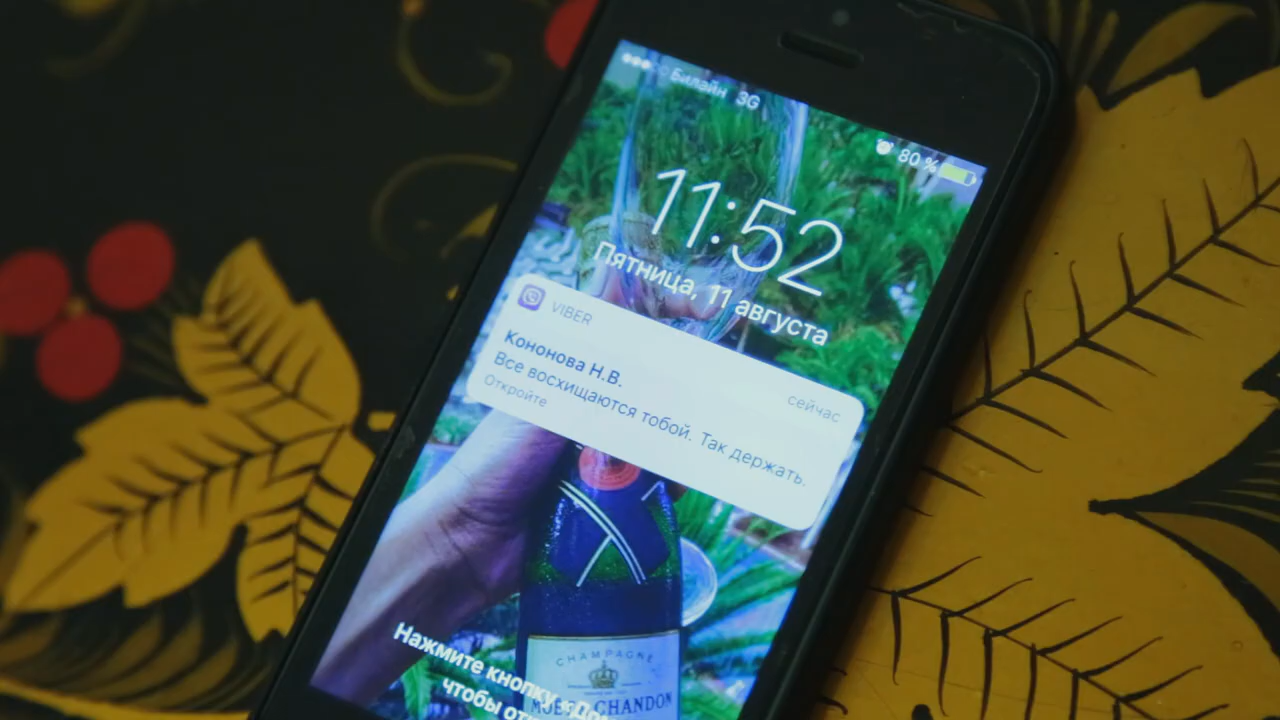 Билайн 3G
80 %
11:52
Пятница, 11 августа
VIBER
сейчас
Кононова Н.В.
Все восхищаются тобой. Так держать.
Откройте
CHAMPAGNE
MOËT CHANDON
Нажмите кнопку
чтобы